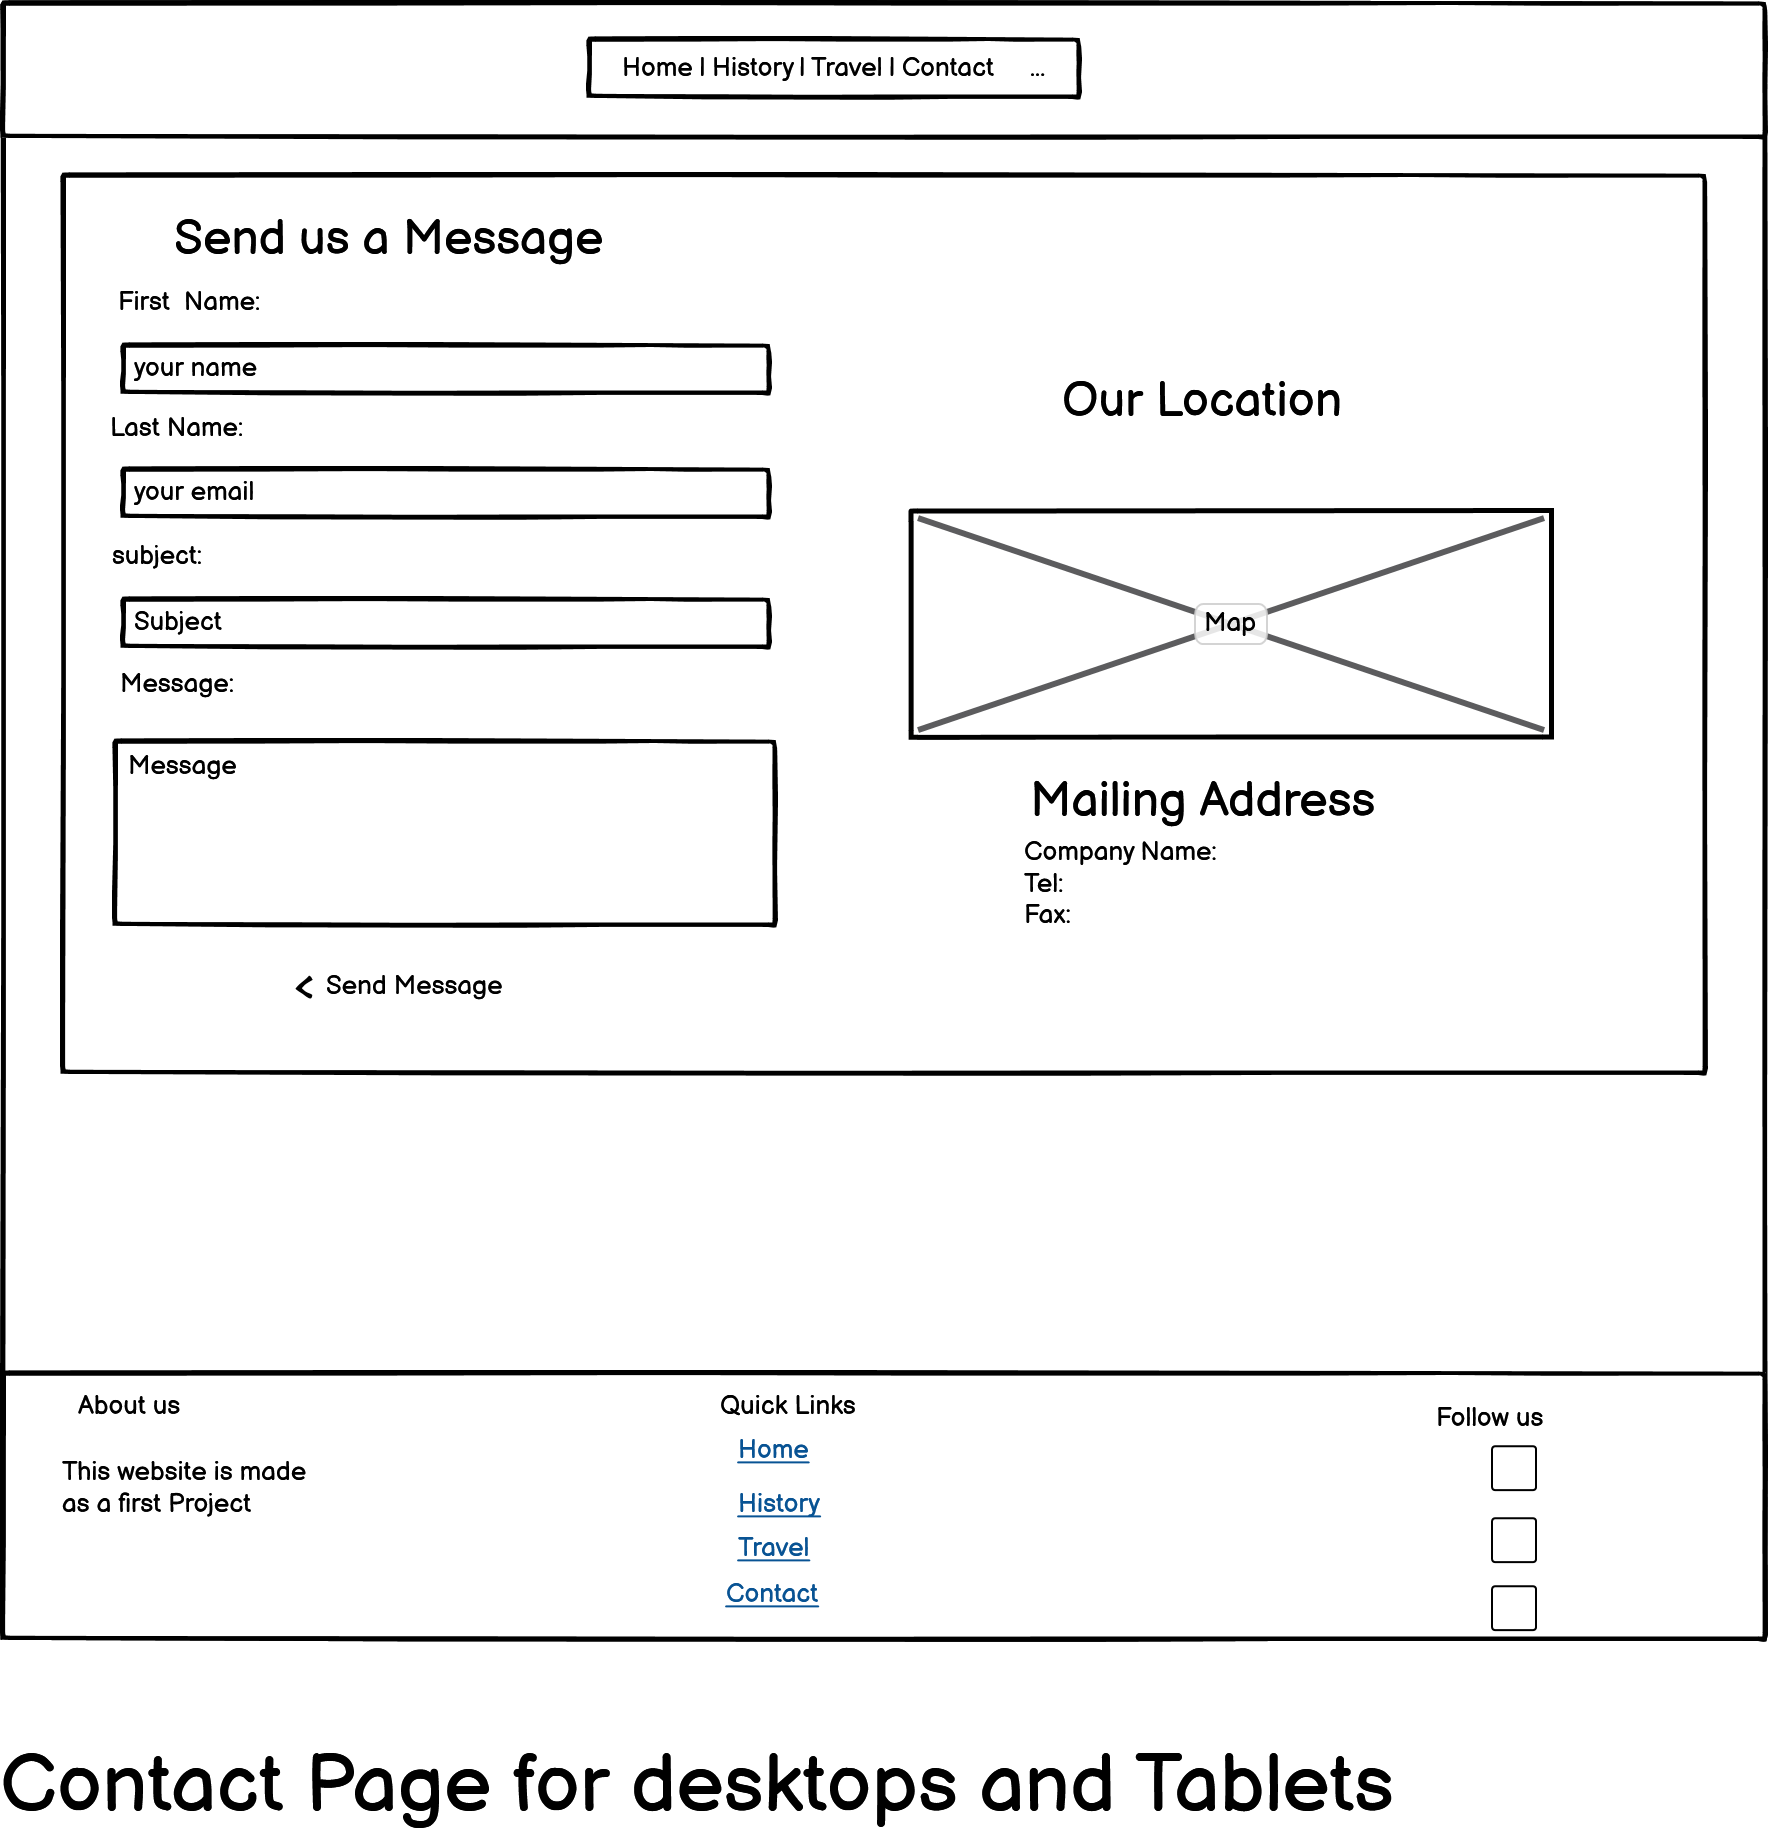 Home | History | Travel | Contact ...
Send us a Message
First Name:
your name
Last Name:
your email
subject:
Subject
Message:
Message
Send Message
Our Location
Map
Mailing Address
Company Name:
Tel:
Fax:
About us
This website is made
as a first Project
Quick Links
Home
History
Travel
Contact
Follow us
Contact Page for desktops and Tablets